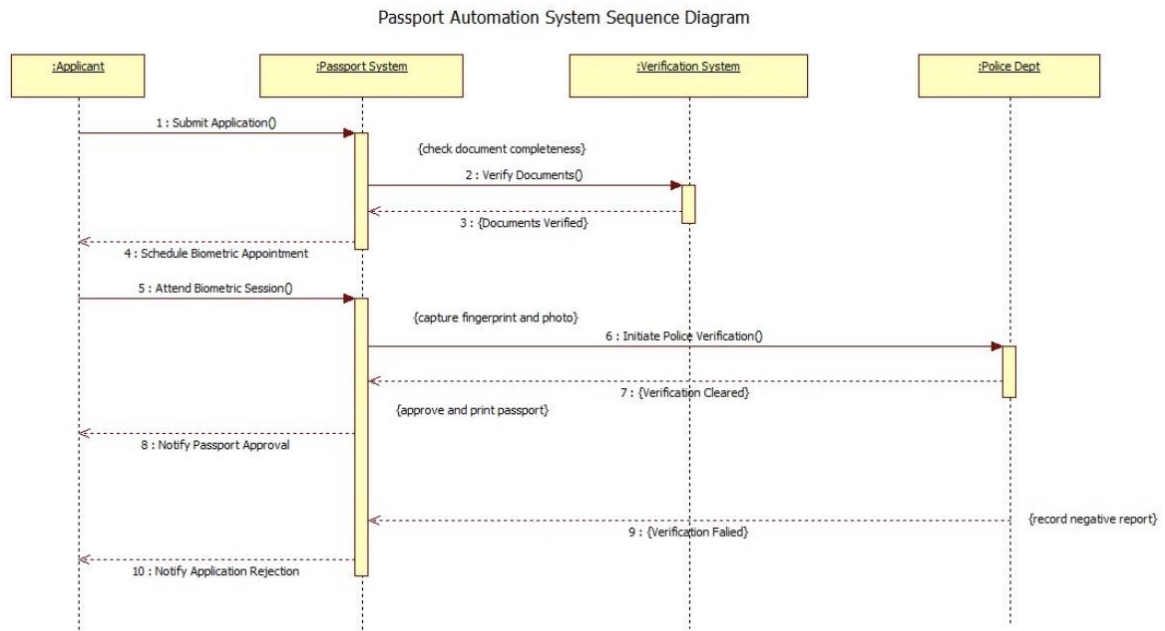 Passport Automation System Sequence Diagram
:Applicant
:Passport System
:Verification System
:Police Dept
1 : Submit Application()
{check document completeness}
2 : Verify Documents()
3 : {Documents Verified}
4 : Schedule Biometric Appointment
5 : Attend Biometric Session()
{capture fingerprint and photo}
6 : Initiate Police Verification()
7 : {Verification Cleared}
{approve and print passport}
8 : Notify Passport Approval
{record negative report}
9 : {Verification Falied}
10 : Notify Application Rejection